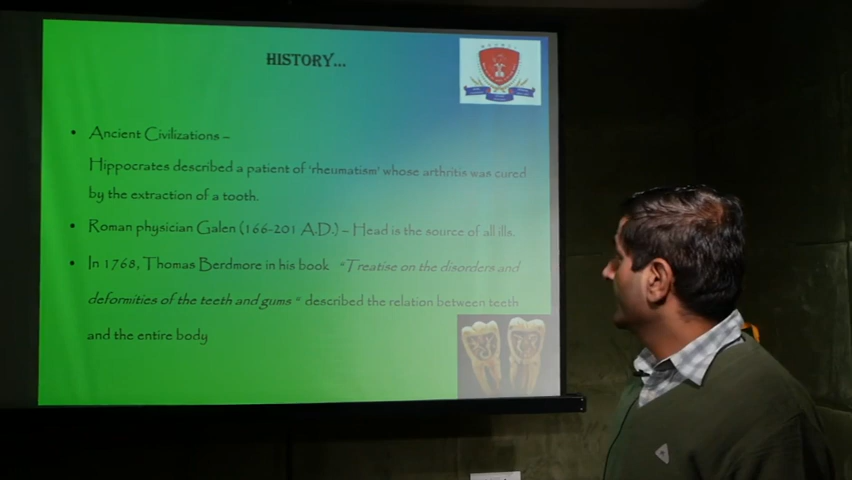 HISTORY...
• Ancient Civilizations –
Hippocrates described a patient of 'rheumatism' whose arthritis was cured
by the extraction of a tooth.
• Roman physician Galen (166-201 A.D.) – Head is the source of all ills.
• In 1768, Thomas Berdmore in his book "Treatise on the disorders and
deformities of the teeth and gums " described the relation between teeth
and the entire body